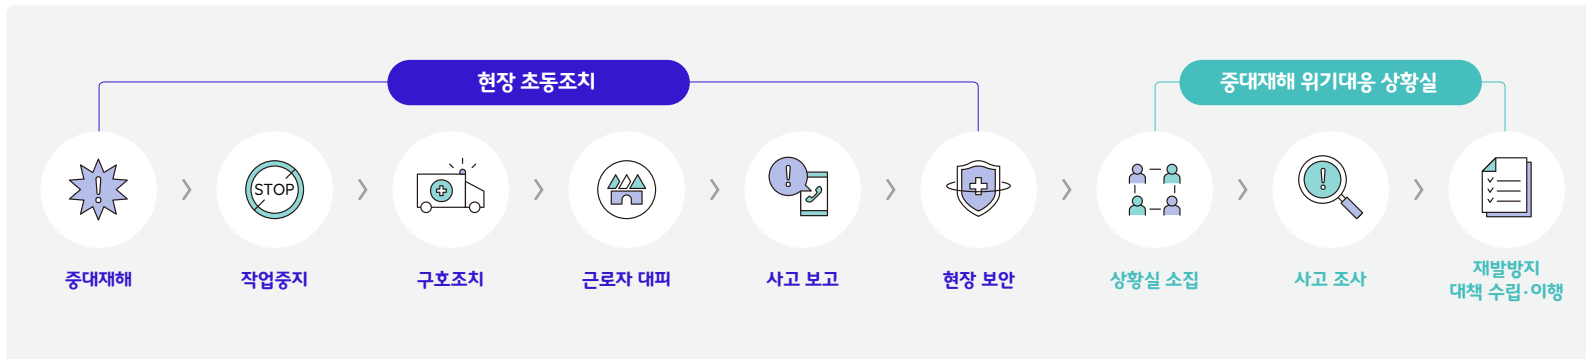 현장 초동조치
중대재해 위기대응 상황실
STOP
중대재해
작업중지
구호조치
근로자 대피
사고 보고
현장 보안
상황실 소집
사고 조사
재발방지
대책 수립·이행